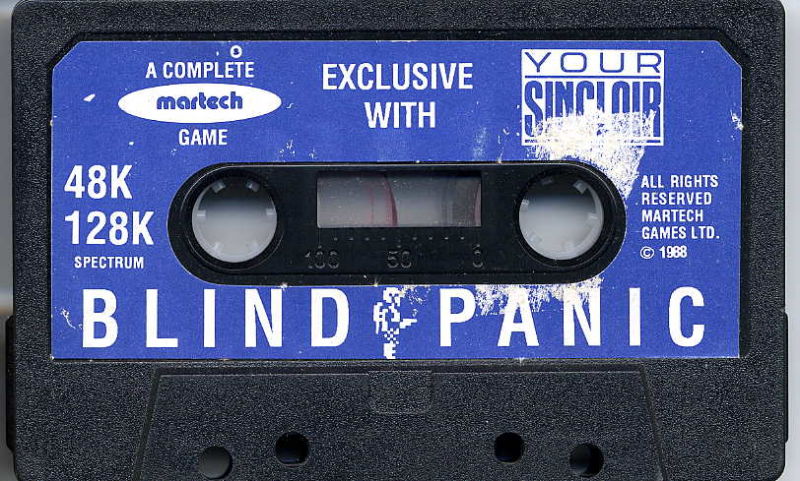 A COMPLETE
martech
GAME
EXCLUSIVE
WITH
YOUR
SINCLAIR
48K
128K
SPECTRUM
ALL RIGHTS
RESERVED
MARTECH
GAMES LTD.
© 1988
100 50 0
BLIND PANIC